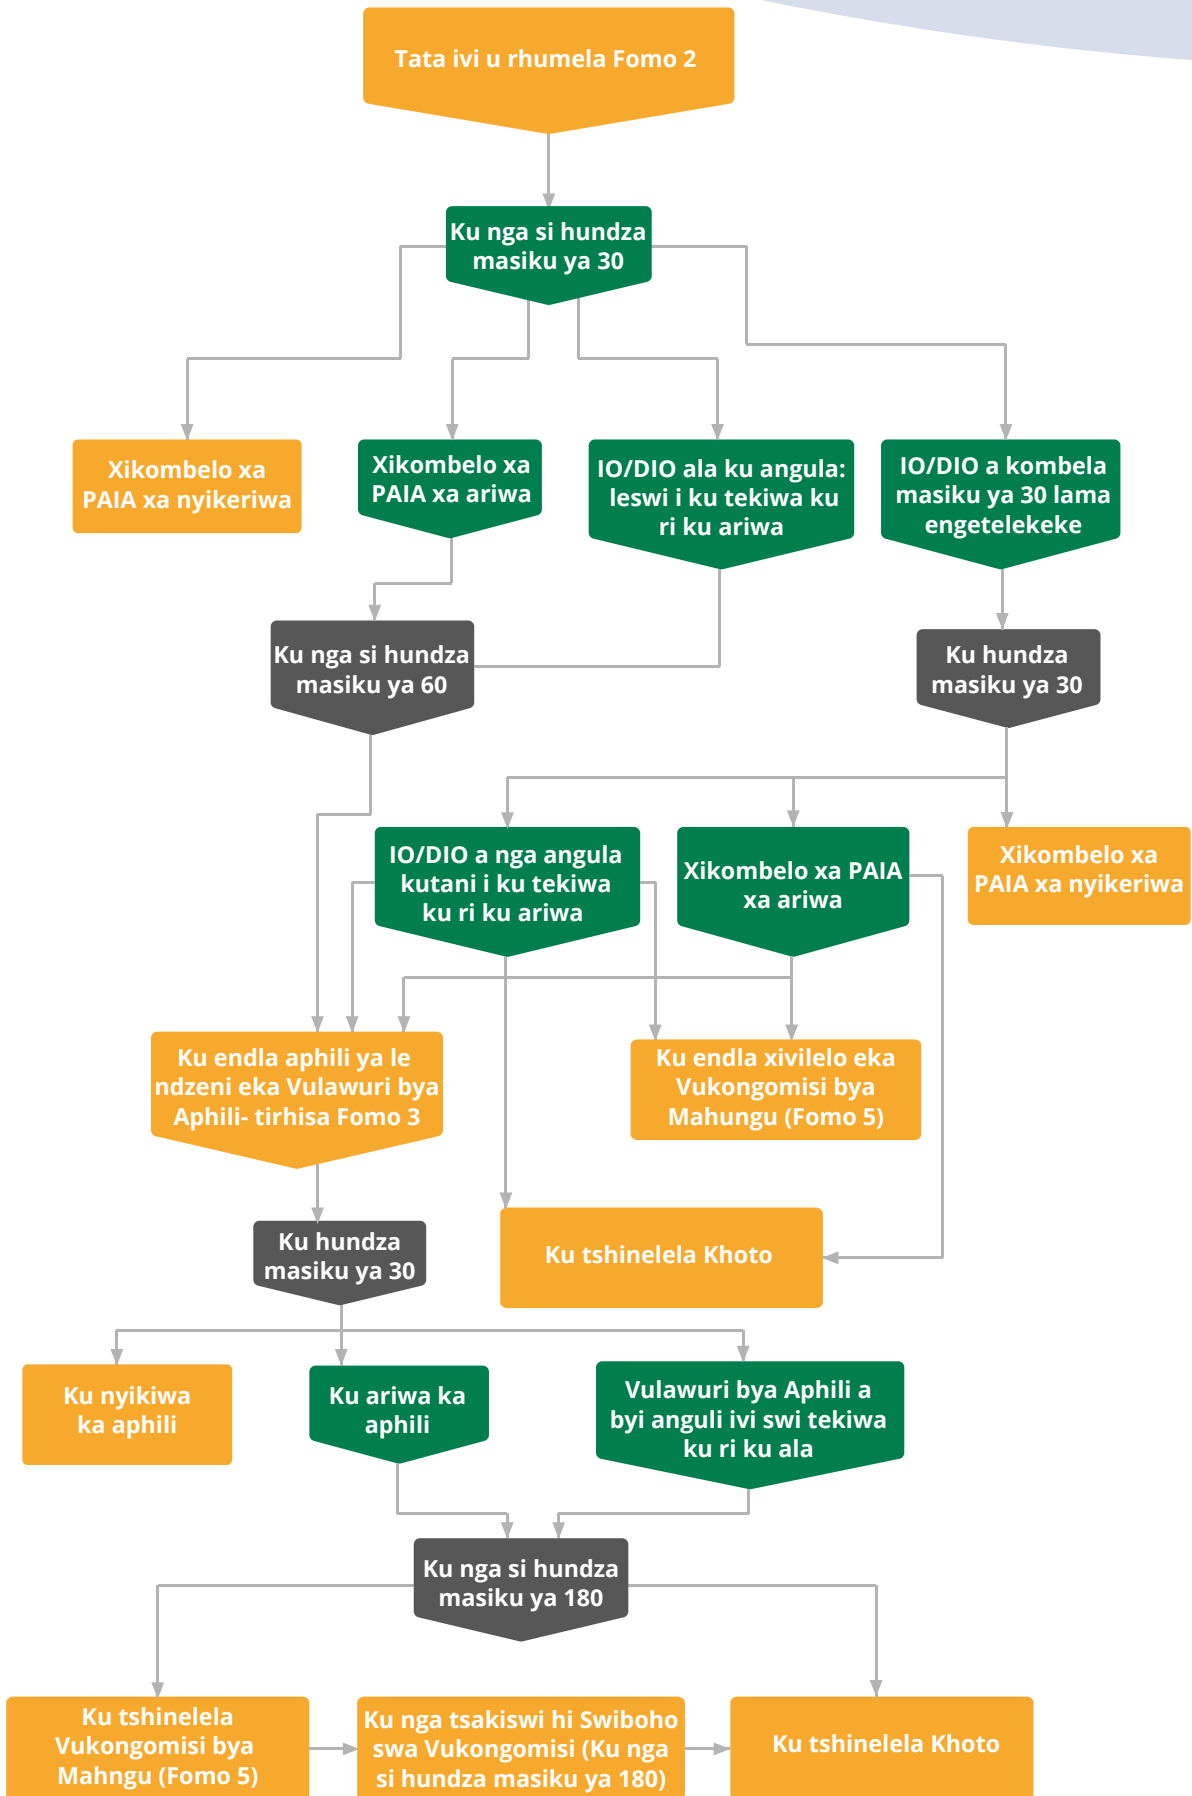 Tata ivi u rhumela Fomo 2
Ku nga si hundza
masiku ya 30
Xikombelo xa
PAIA xa nyikeriwa
Xikombelo xa
PAIA xa ariwa
IO/DIO ala ku angula:
leswi i ku tekiwa ku
ri ku ariwa
IO/DIO a kombela
masiku ya 30 lama
engetelekeke
Ku nga si hundza
masiku ya 60
Ku hundza
masiku ya 30
IO/DIO a nga angula
kutani i ku tekiwa
ku ri ku ariwa
Xikombelo xa PAIA
xa ariwa
Xikombelo xa
PAIA xa nyikeriwa
Ku endla aphili ya le
ndzeni eka Vulawuri bya
Aphili- tirhisa Fomo 3
Ku endla xivilelo eka
Vukongomisi bya
Mahungu (Fomo 5)
Ku hundza
masiku ya 30
Ku tshinelela Khoto
Ku nyikiwa
ka aphili
Ku ariwa ka
aphili
Vulawuri bya Aphili a
byi anguli ivi swi tekiwa
ku ri ku ala
Ku nga si hundza
masiku ya 180
Ku tshinelela
Vukongomisi bya
Mahngu (Fomo 5)
Ku nga tsakiswi hi Swiboho
swa Vukongomisi (Ku nga
si hundza masiku ya 180)
Ku tshinelela Khoto